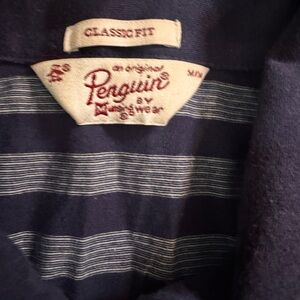 CLASSIC FIT
an original
Penguin
BY
Munsingwear